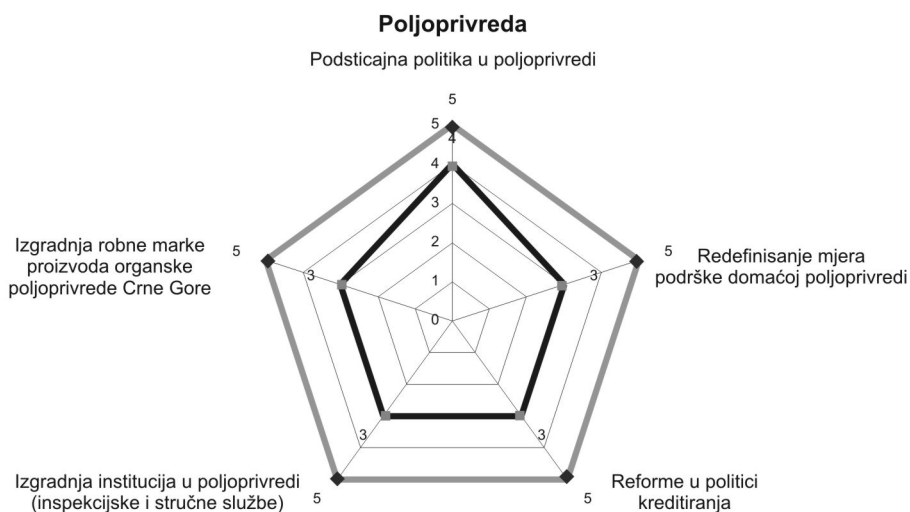 Poljoprivreda
Podsticajna politika u poljoprivredi
5
5
4
4
3
2
1
0
Izgradnja robne marke
proizvoda organske
poljoprivrede Crne Gore
5
3
3
5
Redefinisanje mjera
podrške domaćoj poljoprivredi
3
3
Izgradnja institucija u poljoprivredi
(inspekcijske i stručne službe)
5
5
Reforme u politici
kreditiranja